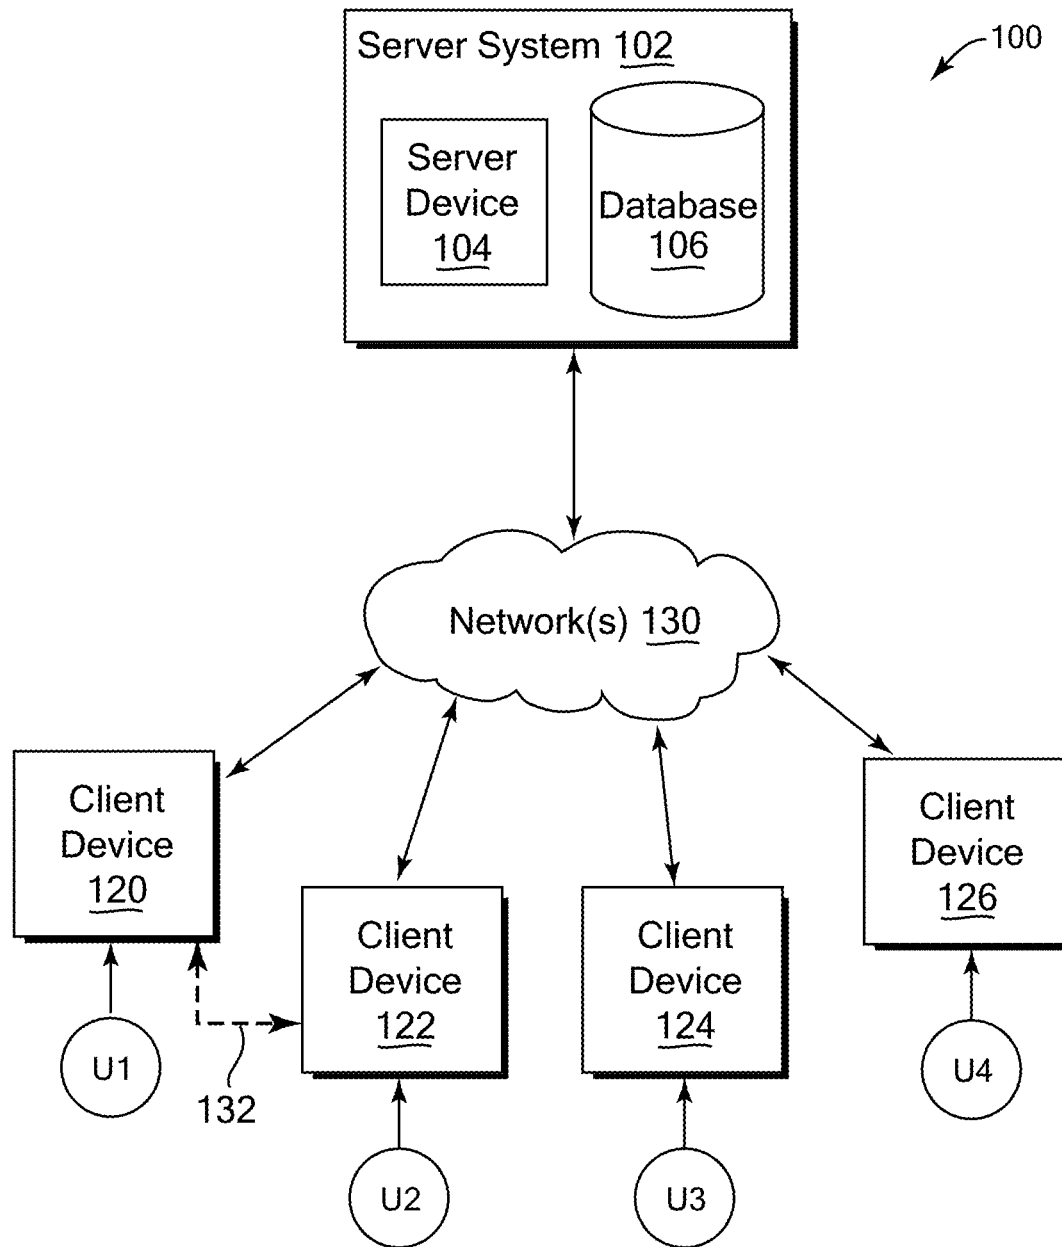 Server System 102
100
Server
Device
104
Database
106
Network(s) 130
Client
Device
120
Client
Device
122
Client
Device
124
Client
Device
126
U1
132
U2
U3
U4